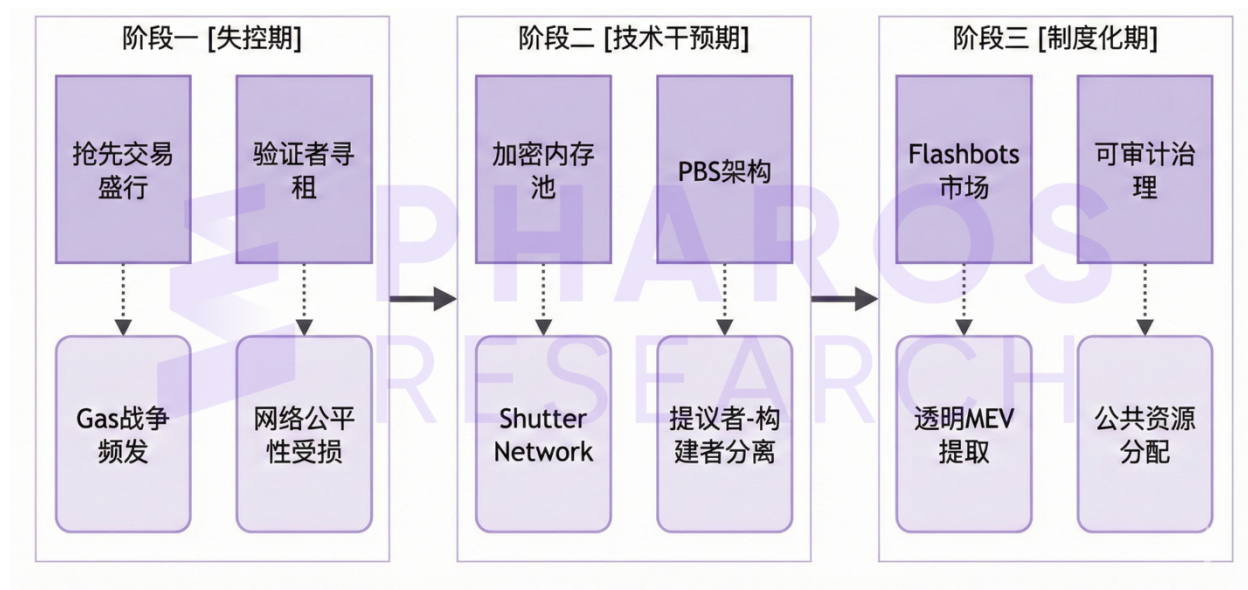 阶段一 [失控期]
抢先交易
盛行
验证者寻
租
Gas战争
频发
网络公平
性受损
阶段二 [技术干预期]
加密内存
池
PBS架构
Shutter
Network
提议者-构
建者分离
阶段三 [制度化期]
Flashbots
市场
可审计治
理
透明MEV
提取
公共资源
分配
PHAROS
RESEARCH